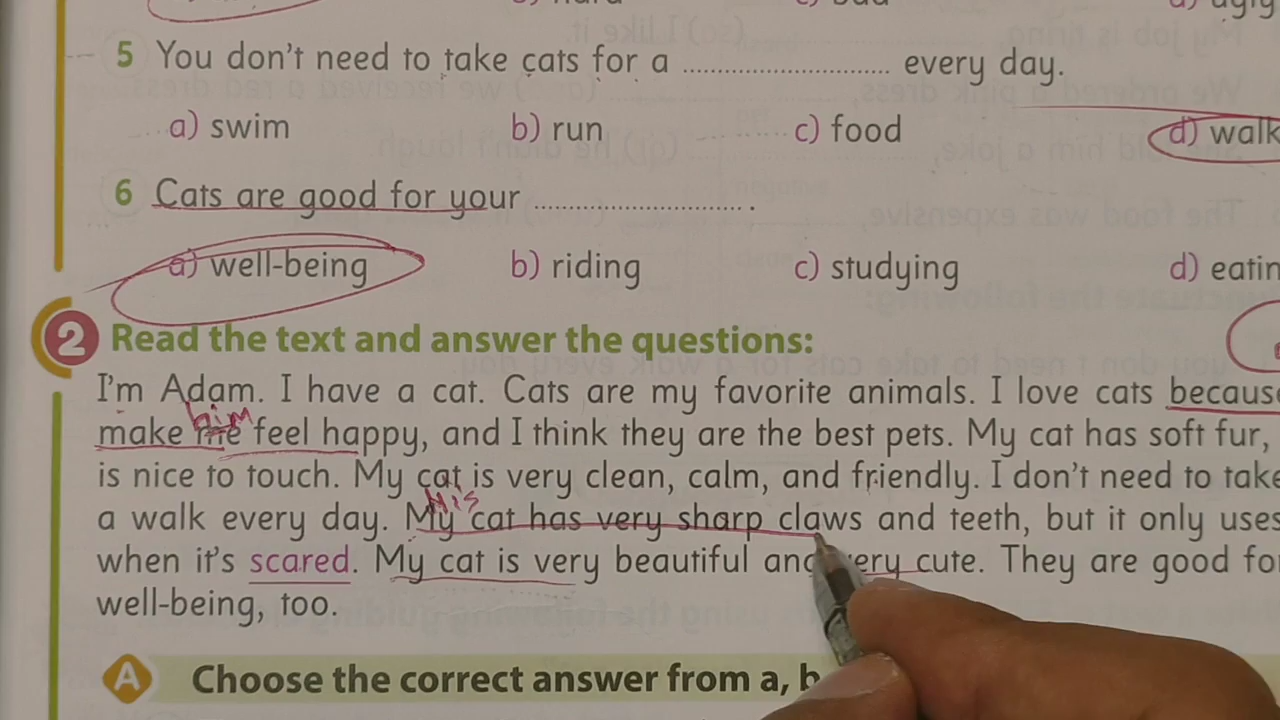 5 You don't need to take cats for a ........................... every day.
a) swim b) run c) food d) walk
6 Cats are good for your ........................... .
a) well-being b) riding c) studying d) eatin
2 Read the text and answer the questions:
I'm Adam. I have a cat. Cats are my favorite animals. I love cats becaus
him
make me feel happy, and I think they are the best pets. My cat has soft fur,
is nice to touch. My cat is very clean, calm, and friendly. I don't need to take
His
a walk every day. My cat has very sharp claws and teeth, but it only uses
when it's scared. My cat is very beautiful and very cute. They are good fo
well-being, too.
A Choose the correct answer from a, b